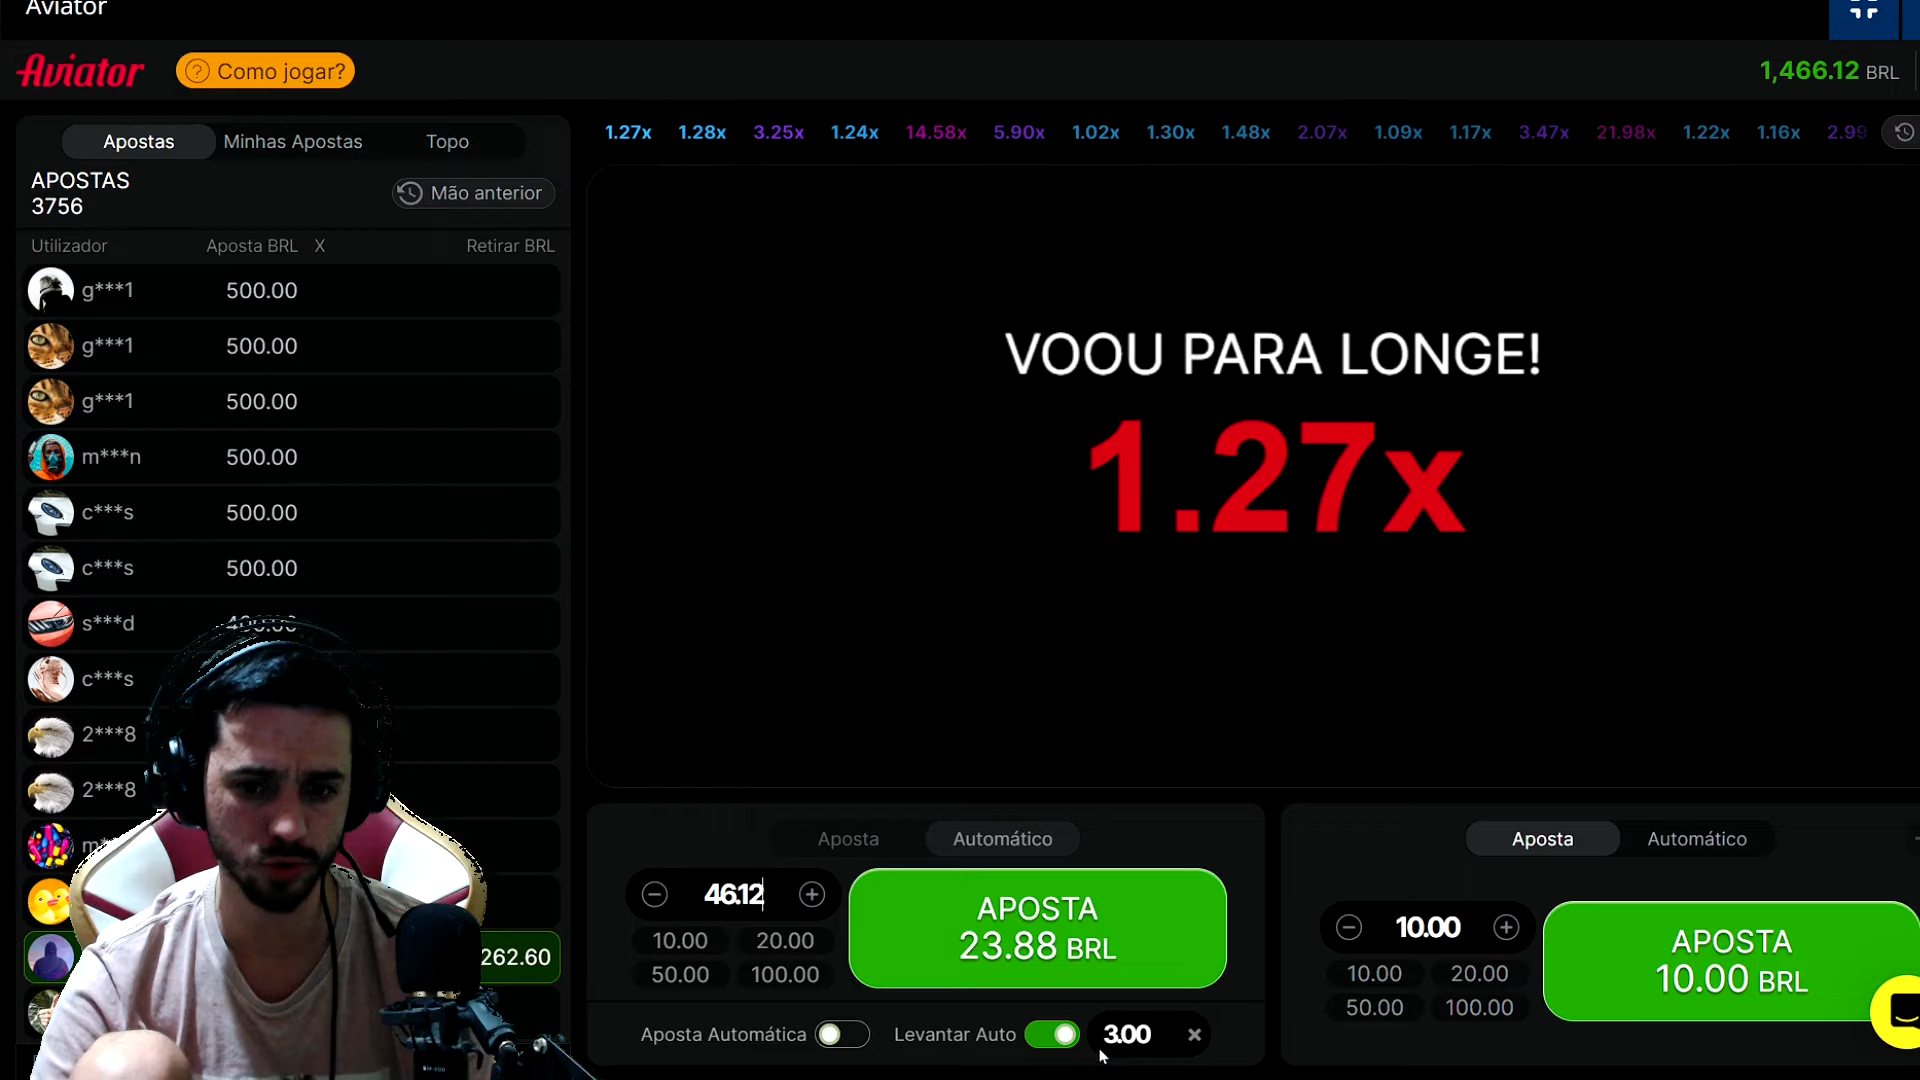 Aviator
Aviator
? Como jogar?
1,466.12 BRL
1.27x 1.28x 3.25x 1.24x 14.58x 5.90x 1.02x 1.30x 1.48x 2.07x 1.09x 1.17x 3.47x 21.98x 1.22x 1.16x 2.99
Apostas Minhas Apostas Topo
APOSTAS
3756
Mão anterior
Utilizador Aposta BRL X Retirar BRL
g***1 500.00
g***1 500.00
g***1 500.00
m***n 500.00
c***s 500.00
c***s 500.00
s***d
c***s
2***8
2***8
m
262.60
VOOU PARA LONGE!
1.27x
Aposta Automático
46.12
10.00 20.00
50.00 100.00
APOSTA
23.88 BRL
Aposta Automática Levantar Auto 3.00 ×
Aposta Automático
10.00
10.00 20.00
50.00 100.00
APOSTA
10.00 BRL